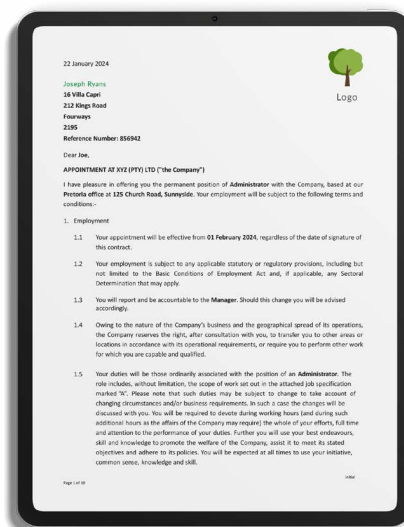 22 January 2024
Logo
Joseph Ryans
16 Villa Capri
212 Kings Road
Fourways
2195
Reference Number: 856942
Dear Joe,
APPOINTMENT AT XYZ (PTY) LTD ("the Company")
I have pleasure in offering you the permanent position of Administrator with the Company, based at our
Pretoria office at 125 Church Road, Sunnyside. Your employment will be subject to the following terms and
conditions:-
1. Employment
1.1 Your appointment will be effective from 01 February 2024, regardless of the date of signature of
this contract.
1.2 Your employment is subject to any applicable statutory or regulatory provisions, including but
not limited to the Basic Conditions of Employment Act and, if applicable, any Sectoral
Determination that may apply.
1.3 You will report and be accountable to the Manager. Should this change you will be advised
accordingly.
1.4 Owing to the nature of the Company's business and the geographical spread of its operations,
the Company reserves the right, after consultation with you, to transfer you to other areas or
locations in accordance with its operational requirements, or require you to perform other work
for which you are capable and qualified.
1.5 Your duties will be those ordinarily associated with the position of an Administrator. The
role includes, without limitation, the scope of work set out in the attached job specification
marked "A". Please note that such duties may be subject to change to take account of
changing circumstances and/or business requirements. In such a case the changes will be
discussed with you. You will be required to devote during working hours (and during such
additional hours as the affairs of the Company may require) the whole of your efforts, full time
and attention to the performance of your duties. Further you will use your best endeavours,
skill and knowledge to promote the welfare of the Company, assist it to meet its stated
objectives and adhere to its policies. You will be expected at all times to use your initiative,
common sense, knowledge and skill.
Initial